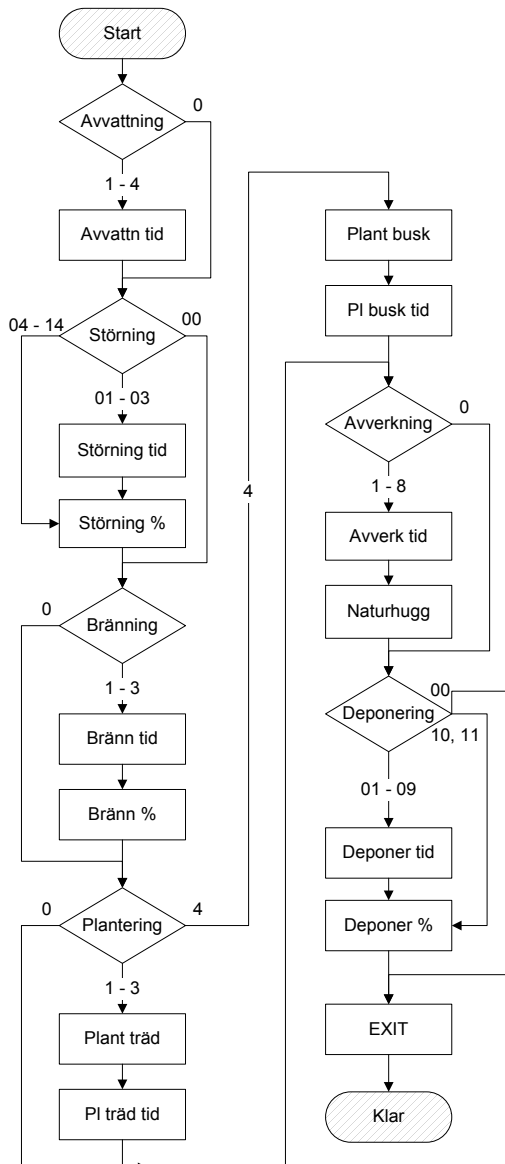 Start
Avvattning
0
1 - 4
Avvattn tid
Störning
04 - 14
00
01 - 03
Störning tid
Störning %
Bränning
0
1 - 3
Bränn tid
Bränn %
Plantering
0
4
1 - 3
Plant träd
Pl träd tid
4
Plant busk
Pl busk tid
Avverkning
0
1 - 8
Avverk tid
Naturhugg
Deponering
00
10, 11
01 - 09
Deponer tid
Deponer %
EXIT
Klar